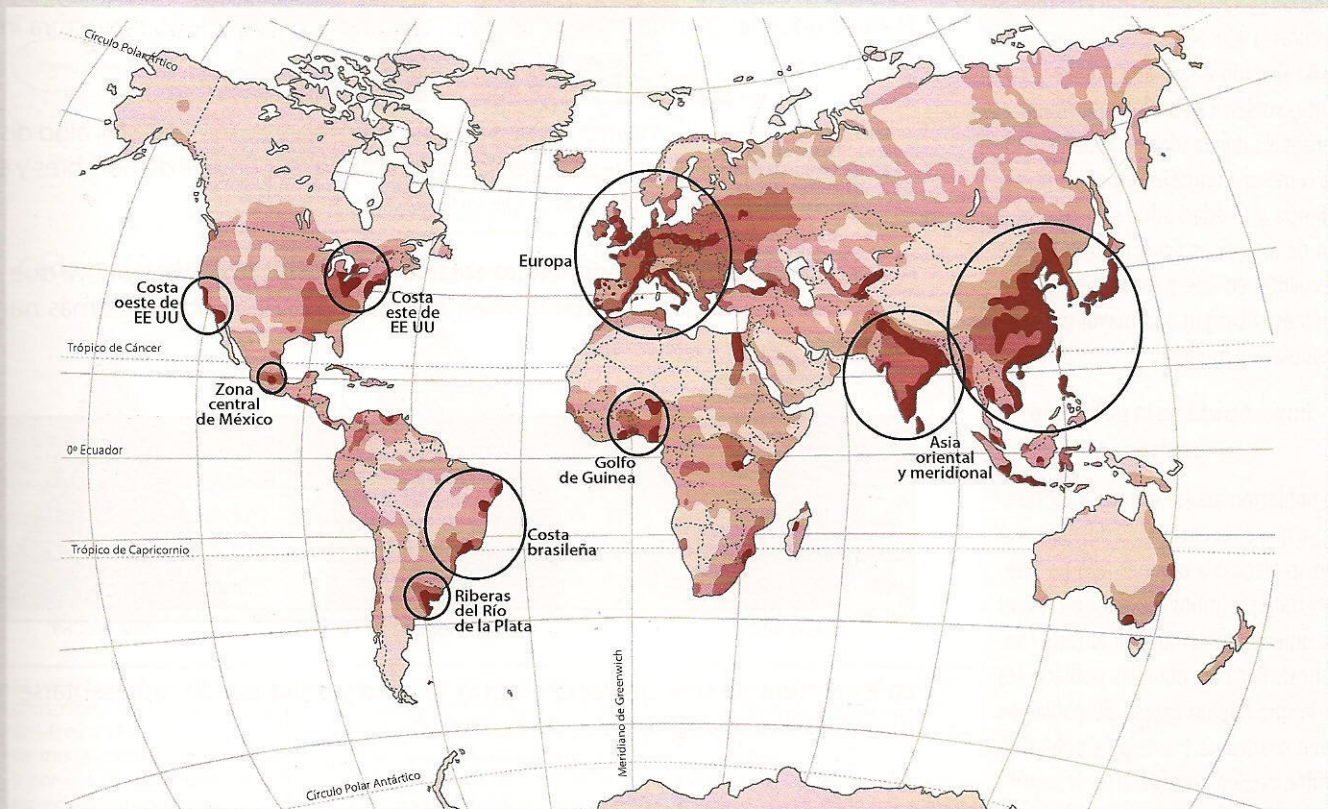 Círculo Polar Ártico
Europa
Costa
oeste de
EE UU
Costa
este de
EE UU
Trópico de Cáncer
Zona
central
de México
0º Ecuador
Golfo
de Guinea
Asia
oriental
y meridional
Costa
brasileña
Trópico de Capricornio
Riberas
del Río
de la Plata
Meridiano de Greenwich
Círculo Polar Antártico